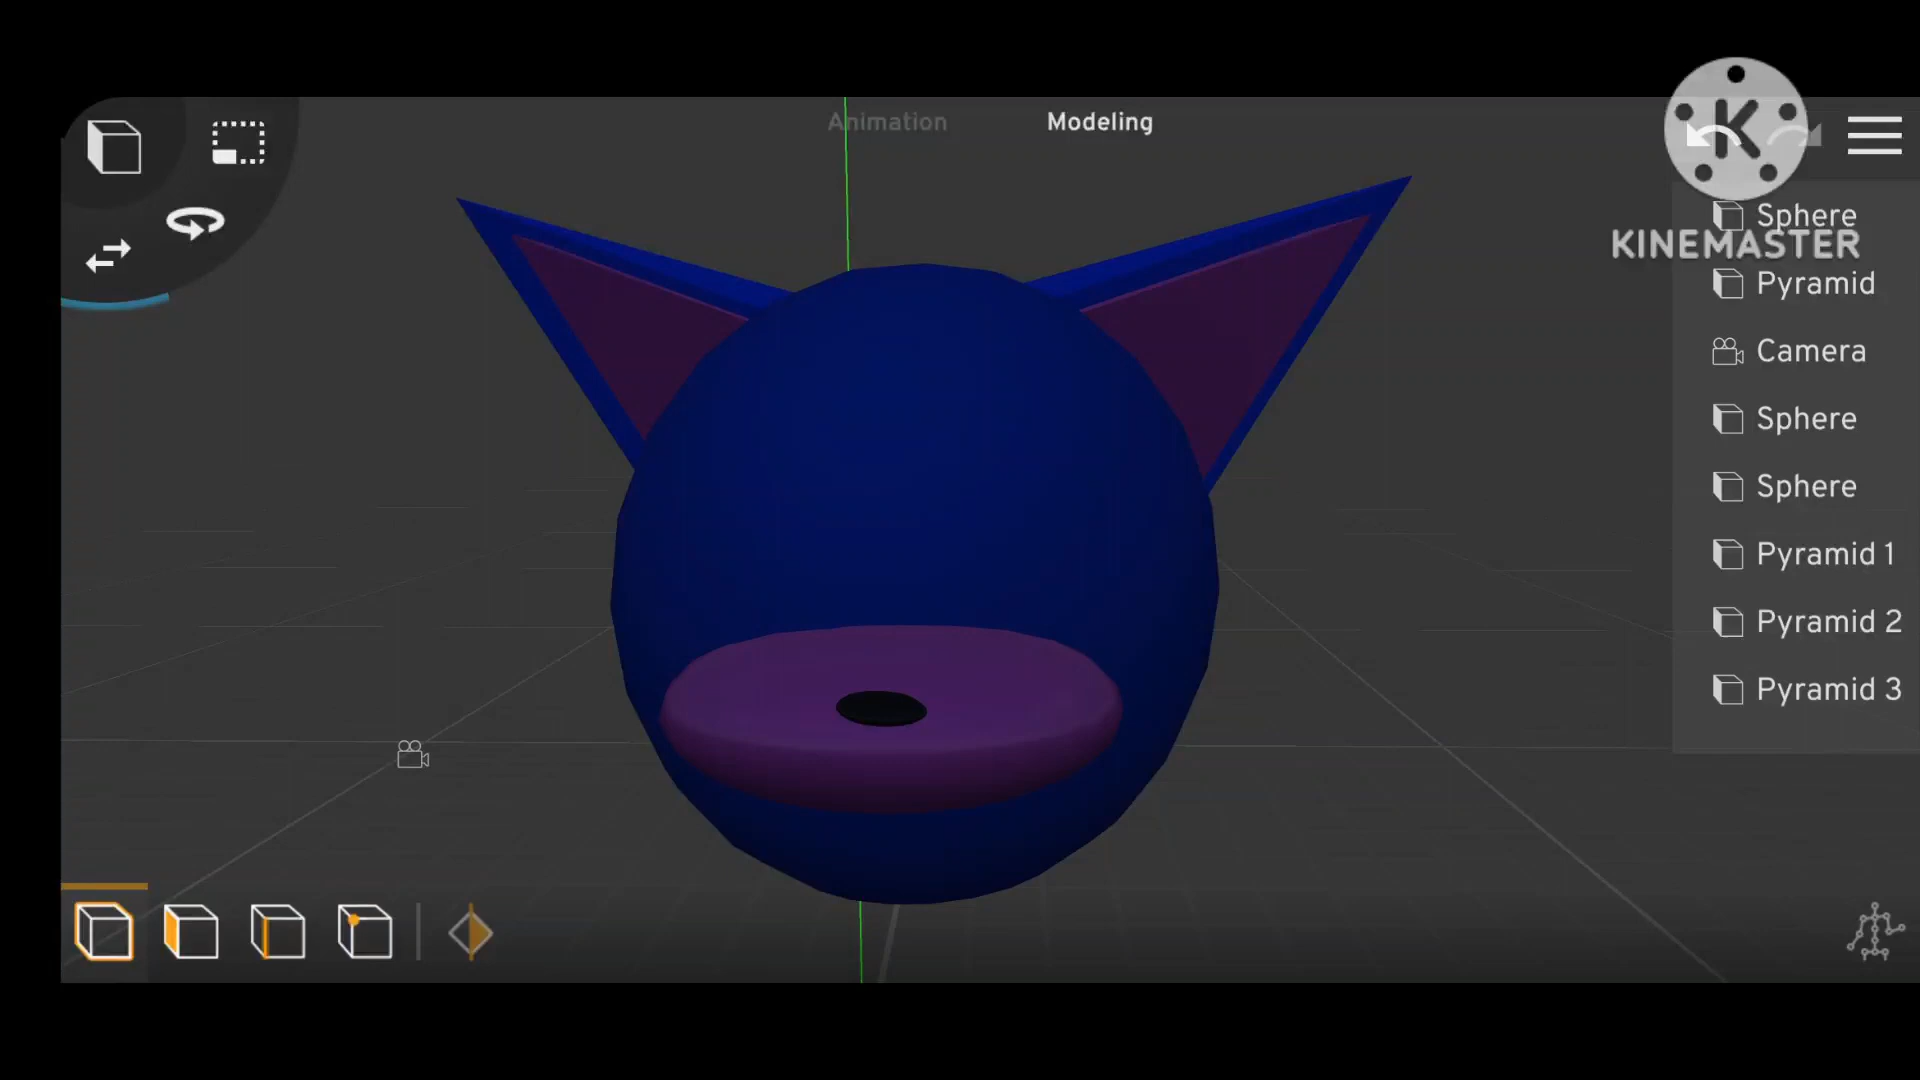 Animation
Modeling
K
Sphere
KINEMASTER
Pyramid
Camera
Sphere
Sphere
Pyramid 1
Pyramid 2
Pyramid 3